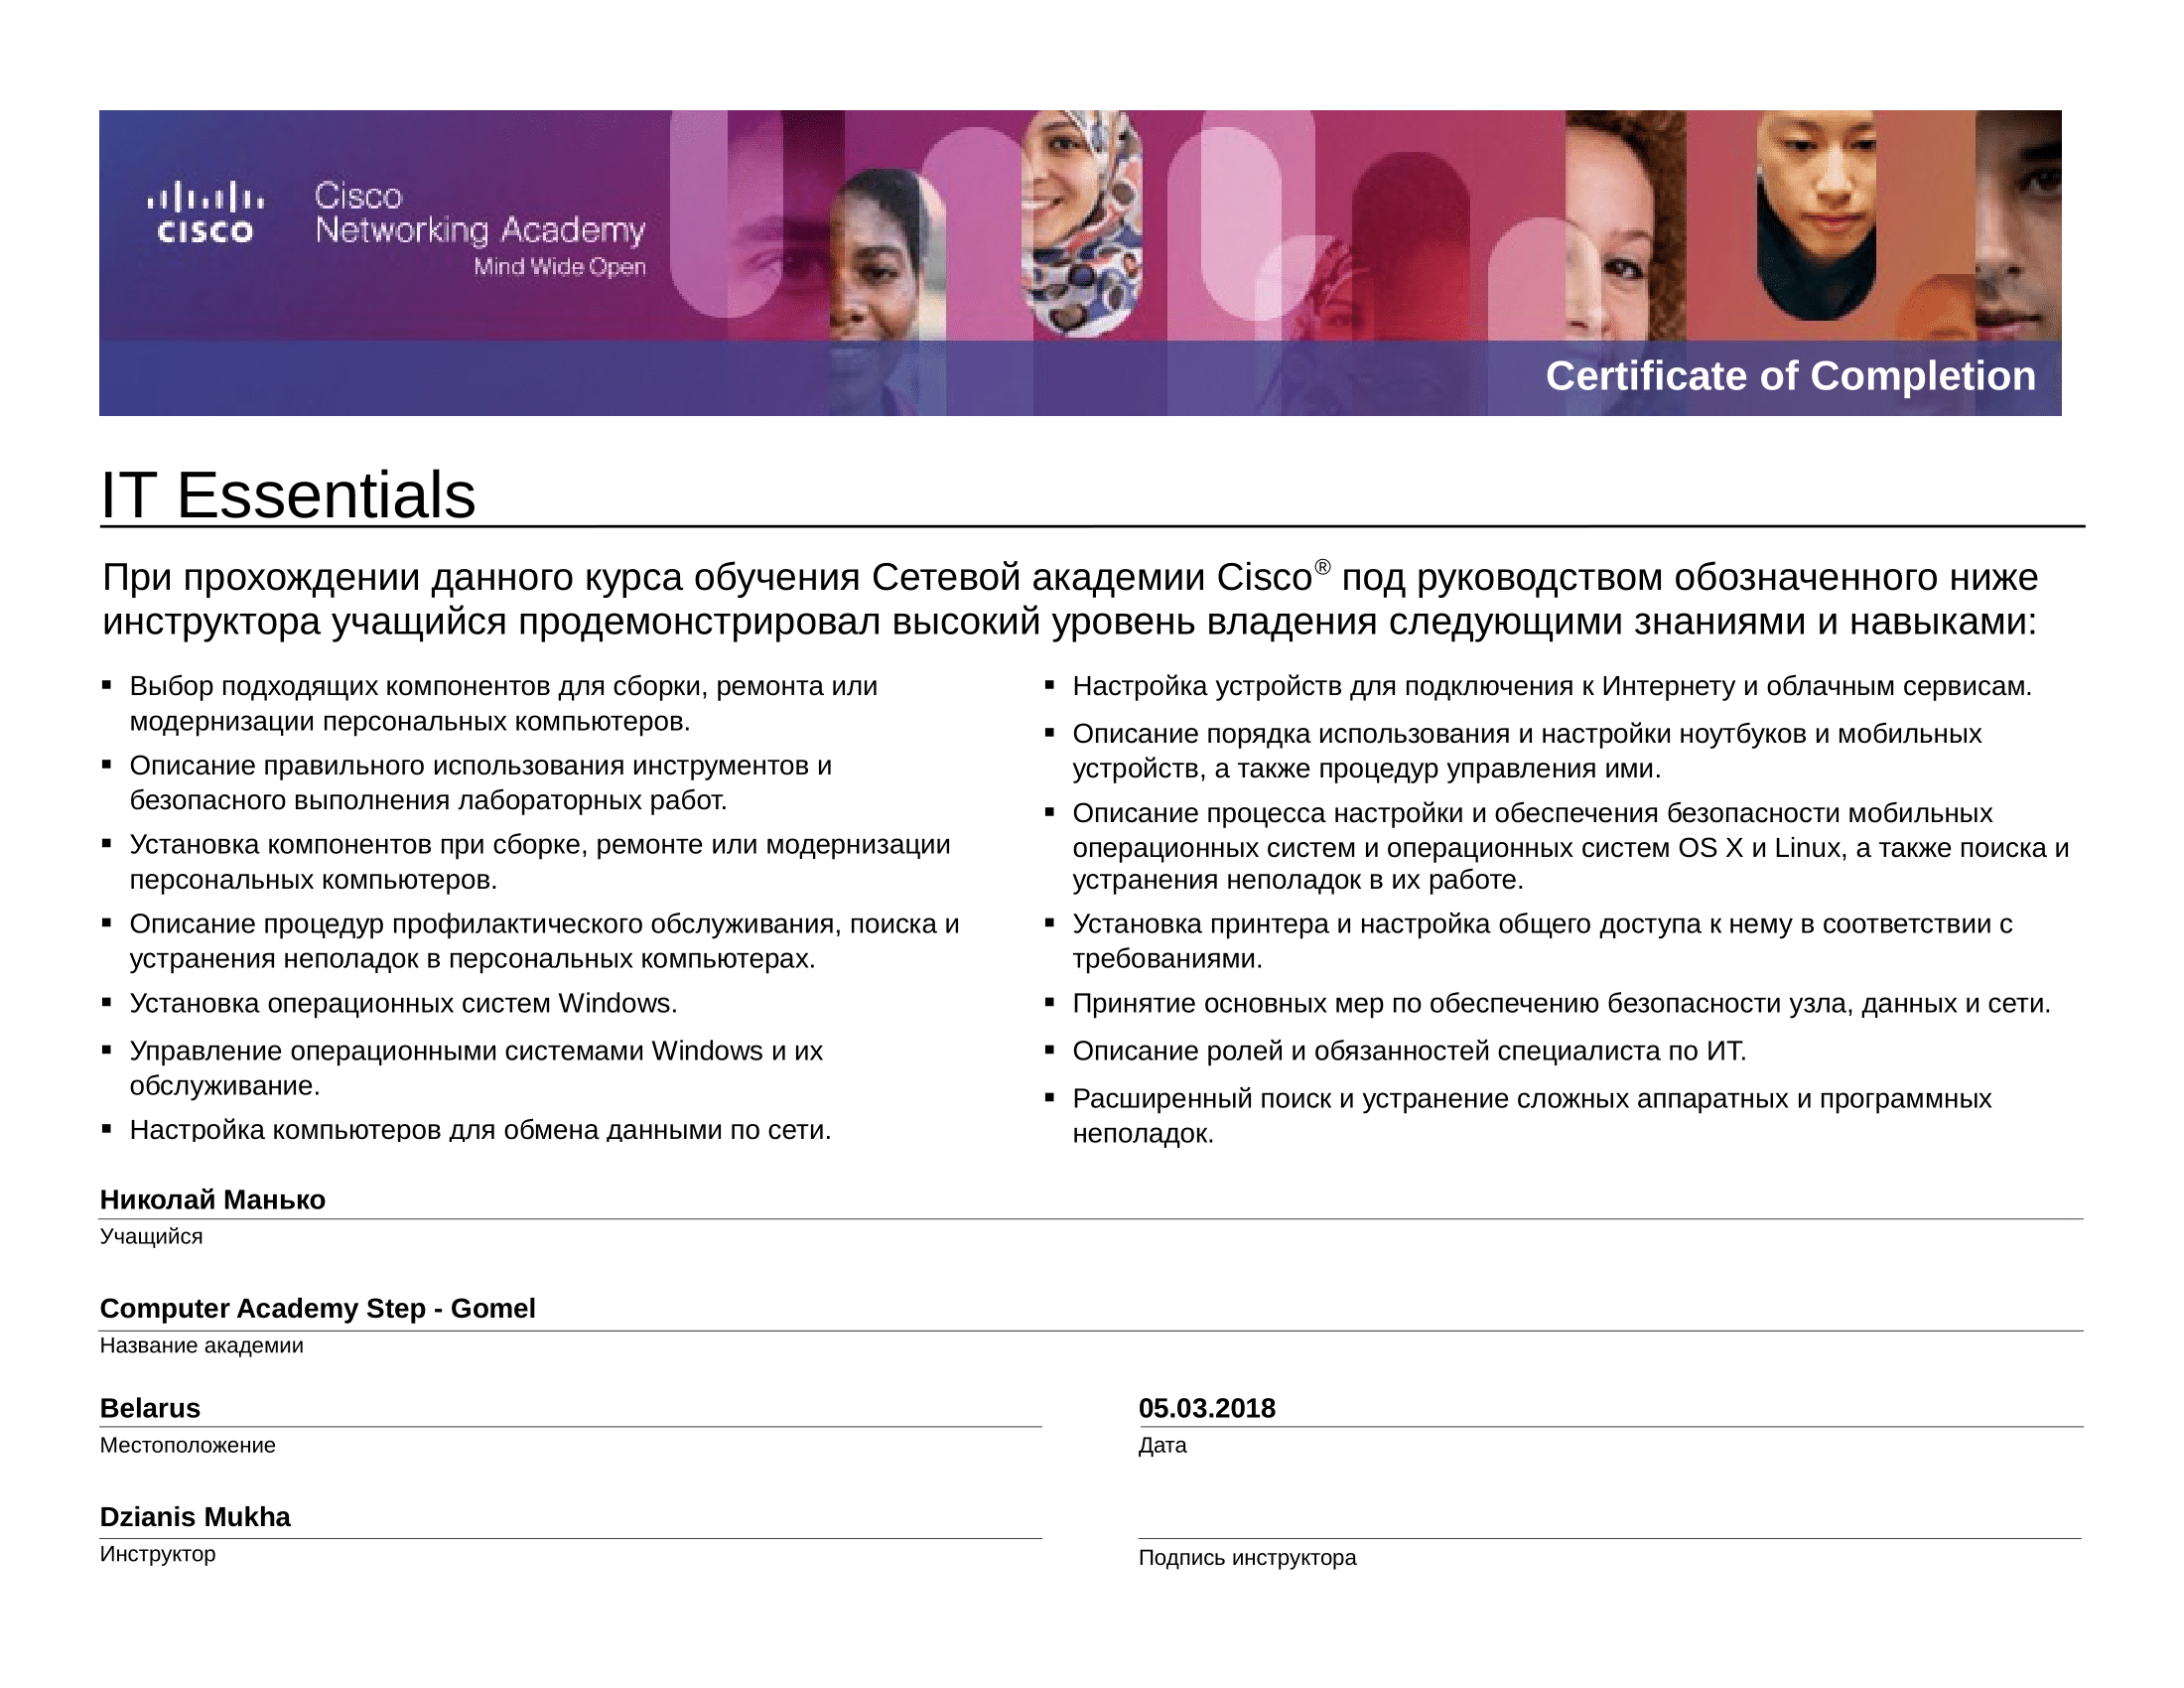 CISCO
Cisco
Networking Academy
Mind Wide Open
Certificate of Completion
IT Essentials
При прохождении данного курса обучения Сетевой академии Cisco® под руководством обозначенного ниже
инструктора учащийся продемонстрировал высокий уровень владения следующими знаниями и навыками:
▪ Выбор подходящих компонентов для сборки, ремонта или
модернизации персональных компьютеров.
▪ Описание правильного использования инструментов и
безопасного выполнения лабораторных работ.
▪ Установка компонентов при сборке, ремонте или модернизации
персональных компьютеров.
▪ Описание процедур профилактического обслуживания, поиска и
устранения неполадок в персональных компьютерах.
▪ Установка операционных систем Windows.
▪ Управление операционными системами Windows и их
обслуживание.
▪ Настройка компьютеров для обмена данными по сети.
▪ Настройка устройств для подключения к Интернету и облачным сервисам.
▪ Описание порядка использования и настройки ноутбуков и мобильных
устройств, а также процедур управления ими.
▪ Описание процесса настройки и обеспечения безопасности мобильных
операционных систем и операционных систем OS X и Linux, а также поиска и
устранения неполадок в их работе.
▪ Установка принтера и настройка общего доступа к нему в соответствии с
требованиями.
▪ Принятие основных мер по обеспечению безопасности узла, данных и сети.
▪ Описание ролей и обязанностей специалиста по ИТ.
▪ Расширенный поиск и устранение сложных аппаратных и программных
неполадок.
Николай Манько
Учащийся
Computer Academy Step - Gomel
Название академии
Belarus
Местоположение
05.03.2018
Дата
Dzianis Mukha
Инструктор
Подпись инструктора